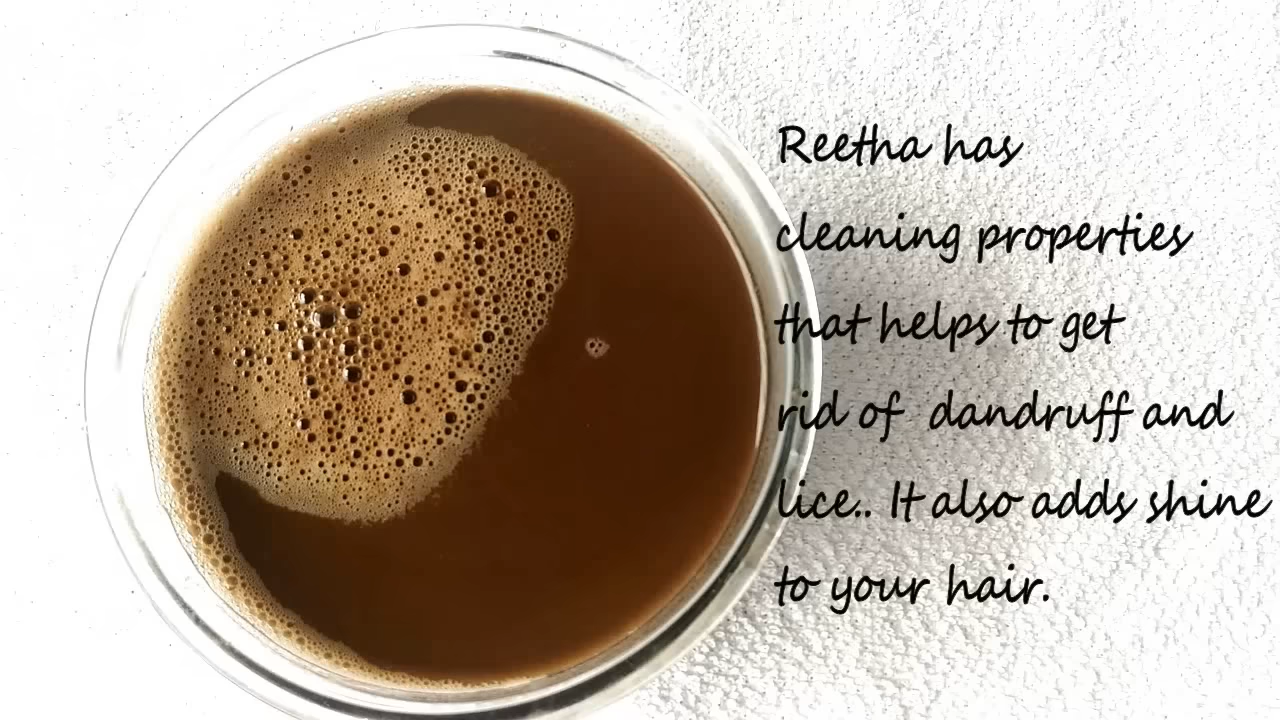 Reetha has
cleaning properties
that helps to get
rid of dandruff and
lice.. It also adds shine
to your hair.